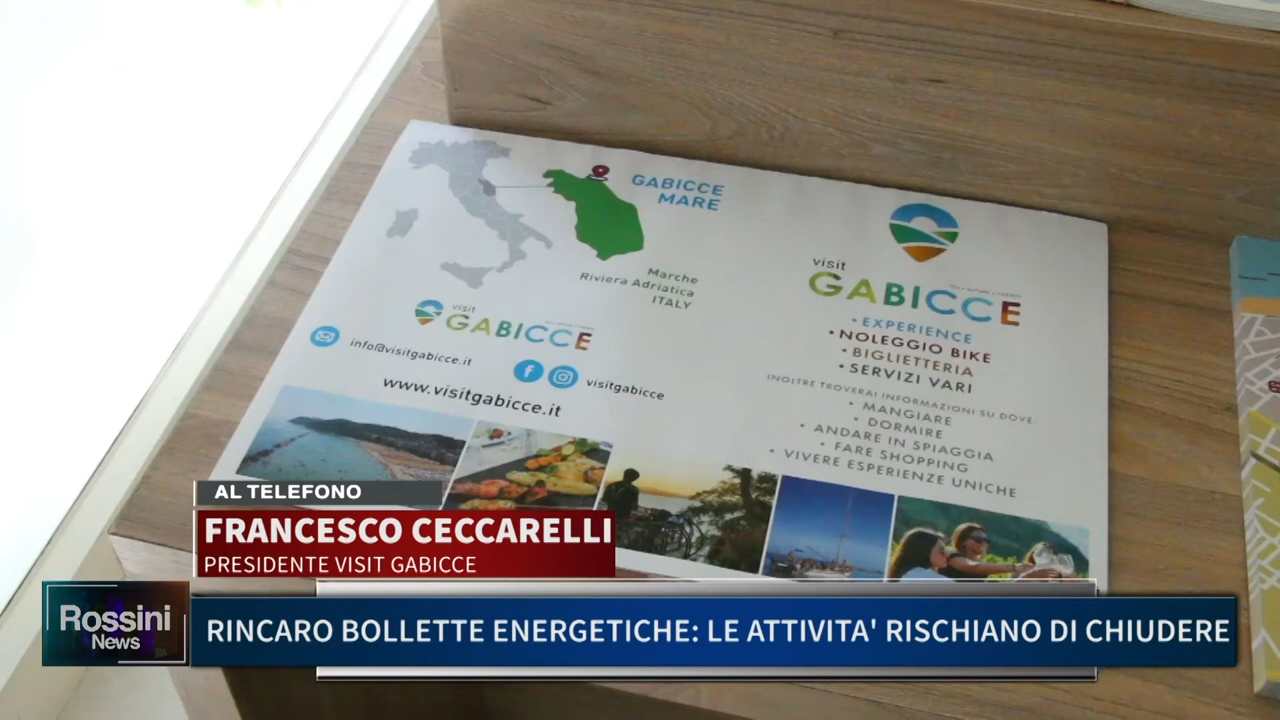 GABICCE
MARE
Marche
Riviera Adriatica
ITALY
visit
GABICCE
info@visitgabicce.it
visitgabicce
www.visitgabicce.it
visit
GABICCE
• EXPERIENCE
• NOLEGGIO BIKE
• BIGLIETTERIA
• SERVIZI VARI
INOLTRE TROVERAI INFORMAZIONI SU DOVE:
• MANGIARE
• DORMIRE
• ANDARE IN SPIAGGIA
• FARE SHOPPING
• VIVERE ESPERIENZE UNICHE
AL TELEFONO
FRANCESCO CECCARELLI
PRESIDENTE VISIT GABICCE
Rossini
News
RINCARO BOLLETTE ENERGETICHE: LE ATTIVITA' RISCHIANO DI CHIUDERE